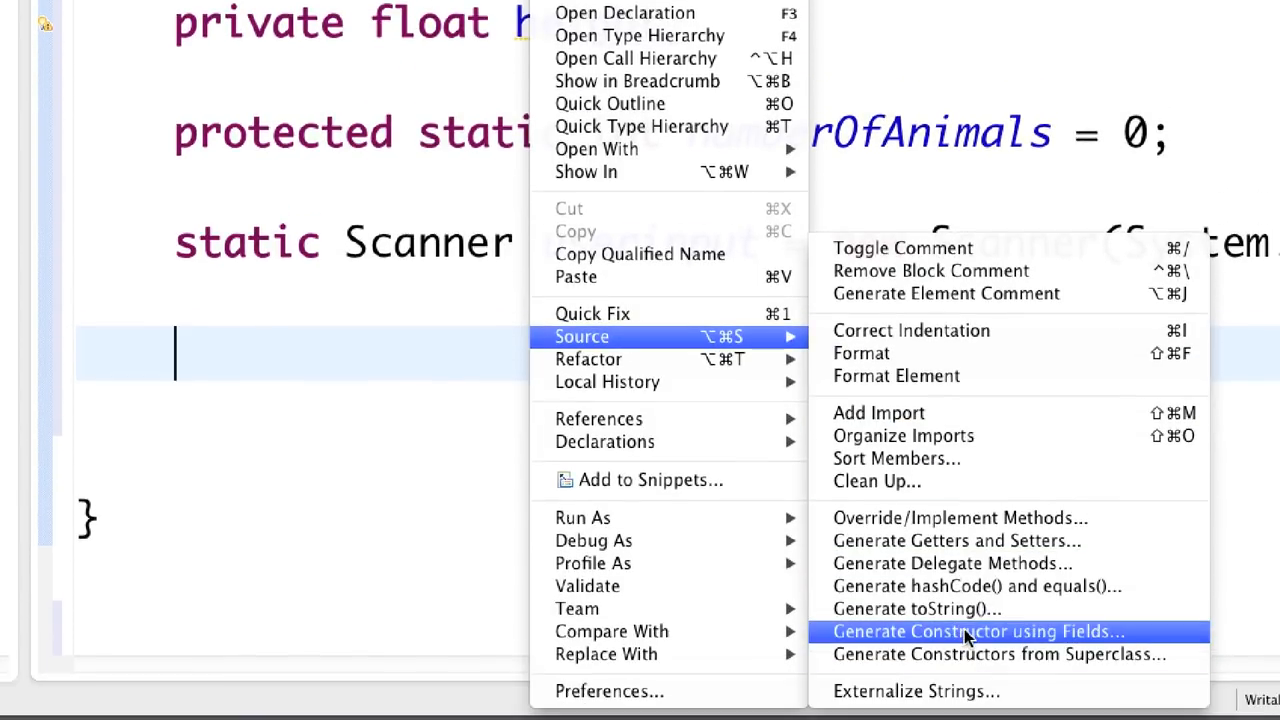 private float h
protected stati rOfAnimals = 0;
static Scanner Scanner(System.
}
Open Declaration F3
Open Type Hierarchy F4
Open Call Hierarchy ^⌥H
Show in Breadcrumb ⌥⌘B
Quick Outline ⌘O
Quick Type Hierarchy ⌘T
Open With
Show In ⌥⌘W
Cut ⌘X
Copy ⌘C
Copy Qualified Name
Paste ⌘V
Quick Fix ⌘1
Source ⌥⌘S
Refactor ⌥⌘T
Local History
References
Declarations
Add to Snippets...
Run As
Debug As
Profile As
Validate
Team
Compare With
Replace With
Preferences...
Toggle Comment ⌘/
Remove Block Comment ^⌘\
Generate Element Comment ⌥⌘J
Correct Indentation ⌘I
Format ⇧⌘F
Format Element
Add Import ⇧⌘M
Organize Imports ⇧⌘O
Sort Members...
Clean Up...
Override/Implement Methods...
Generate Getters and Setters...
Generate Delegate Methods...
Generate hashCode() and equals()...
Generate toString()...
Generate Constructor using Fields...
Generate Constructors from Superclass...
Externalize Strings...
Writal